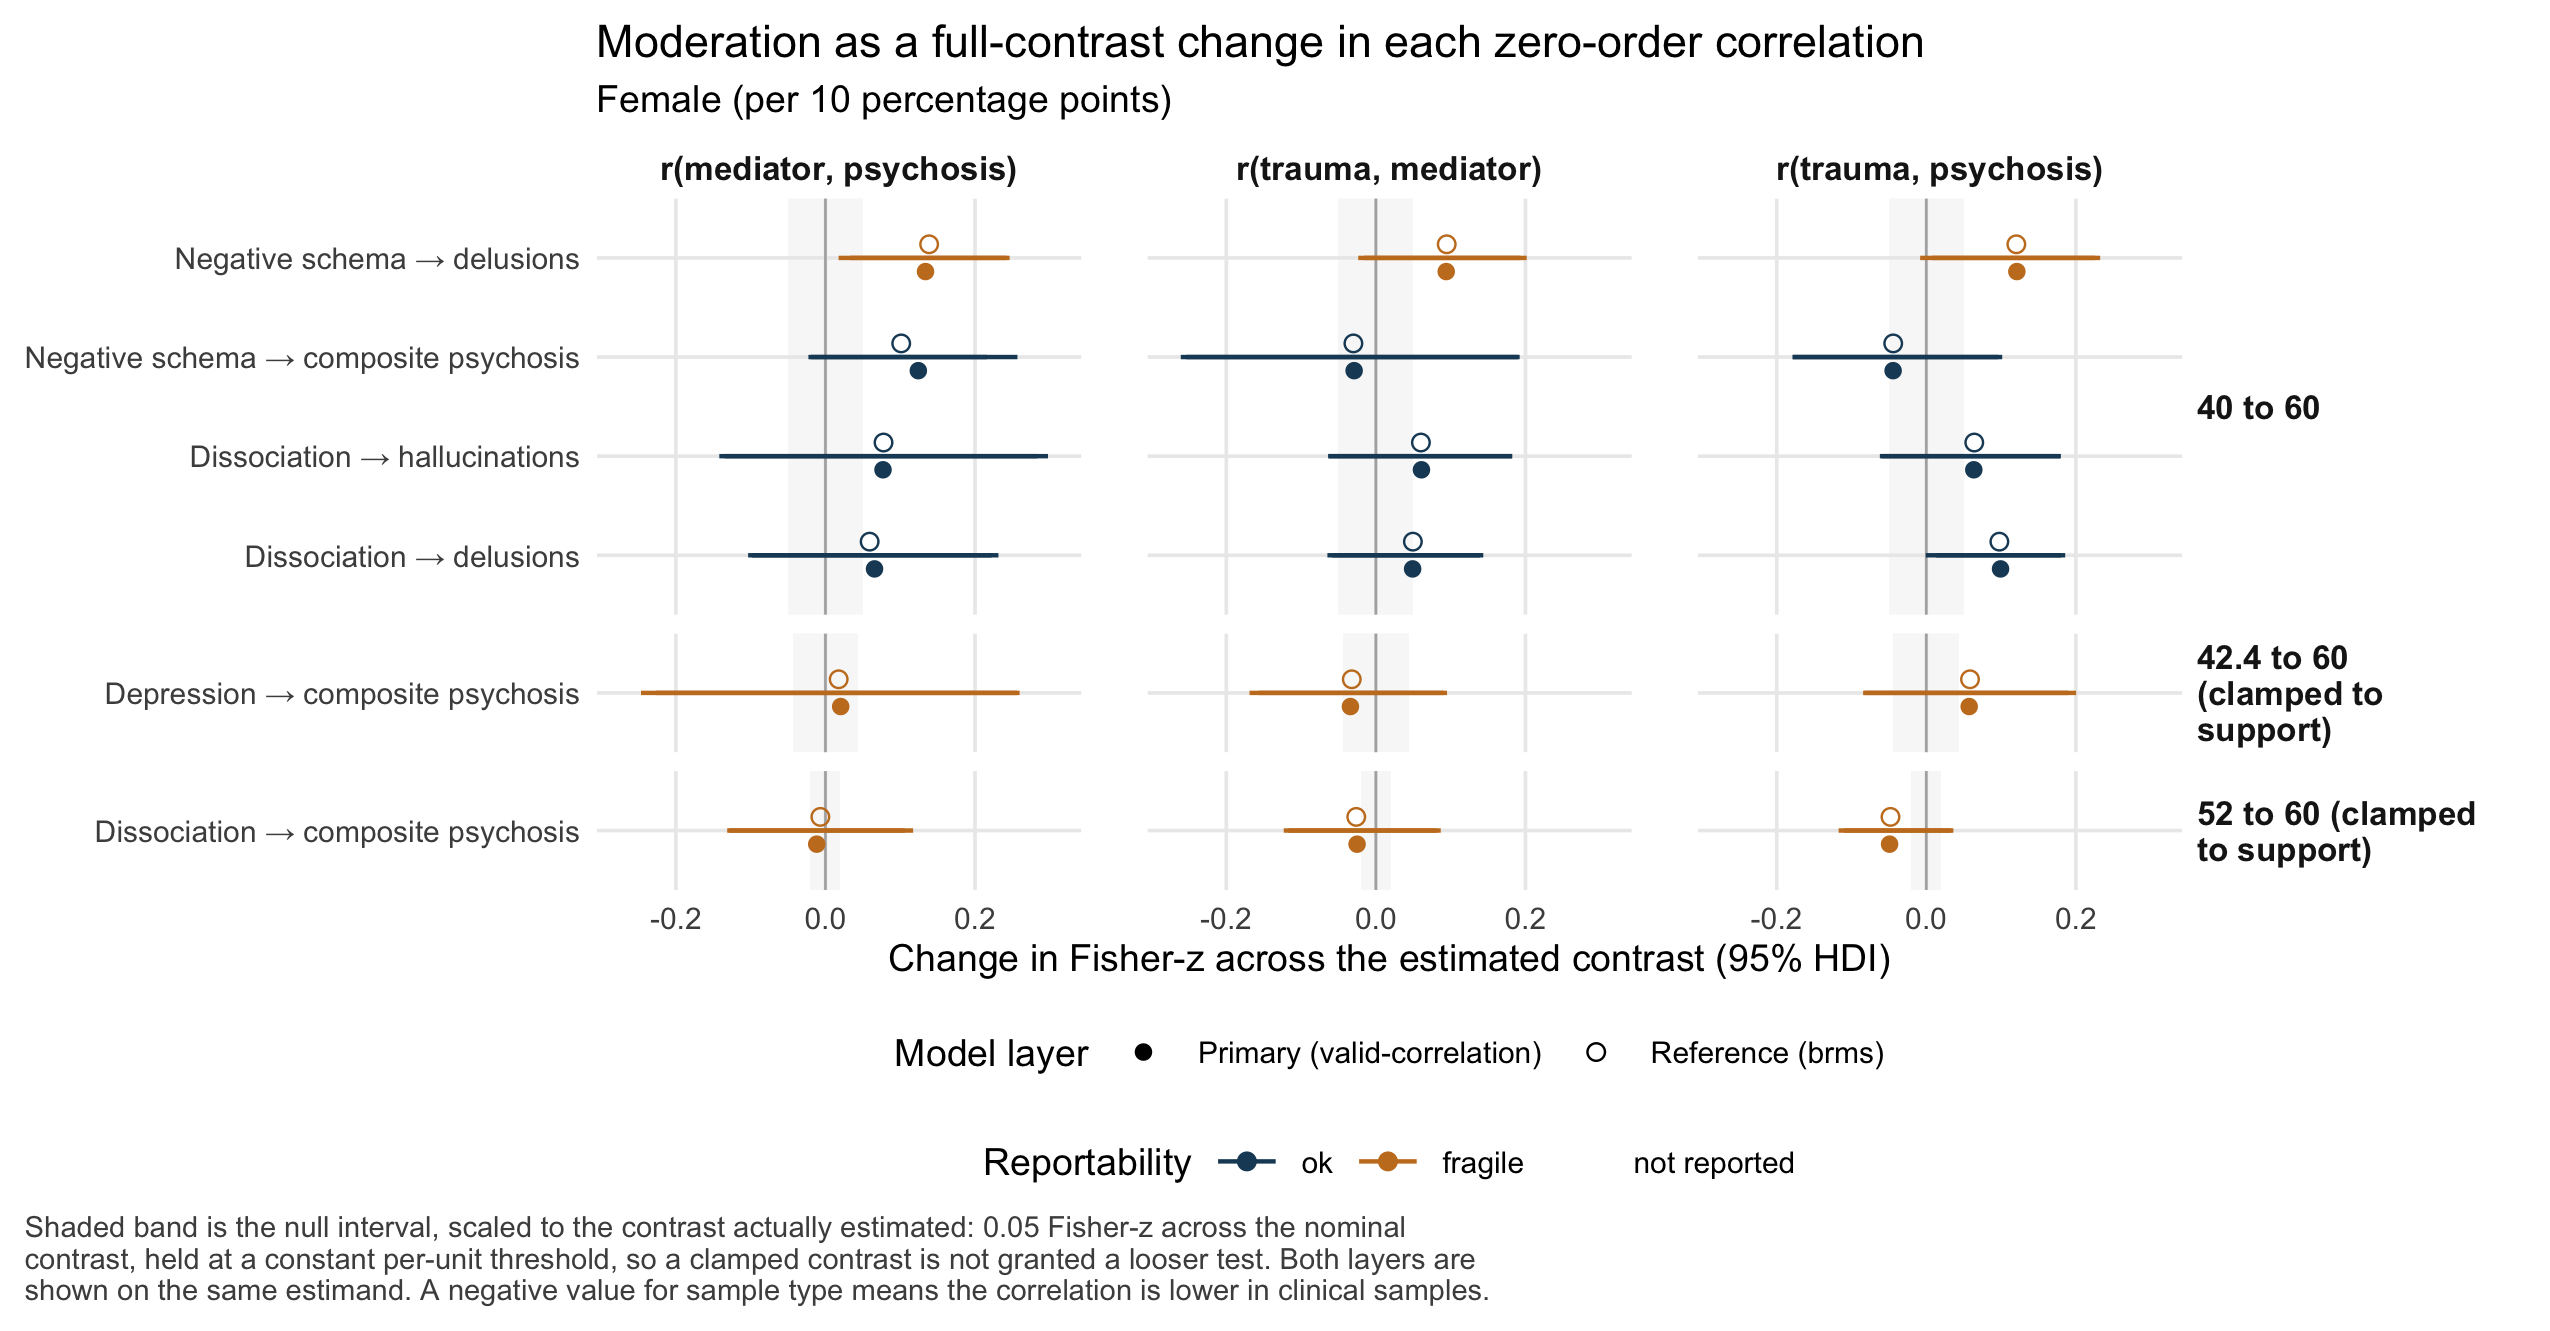 Moderation as a full-contrast change in each zero-order correlation
Female (per 10 percentage points)
r(mediator, psychosis)
r(trauma, mediator)
r(trauma, psychosis)
Negative schema → delusions
Negative schema → composite psychosis
Dissociation → hallucinations
Dissociation → delusions
40 to 60
Depression → composite psychosis
42.4 to 60
(clamped to
support)
Dissociation → composite psychosis
52 to 60 (clamped
to support)
-0.2 0.0 0.2
-0.2 0.0 0.2
-0.2 0.0 0.2
Change in Fisher-z across the estimated contrast (95% HDI)
Model layer Primary (valid-correlation) Reference (brms)
Reportability ok fragile not reported
Shaded band is the null interval, scaled to the contrast actually estimated: 0.05 Fisher-z across the nominal
contrast, held at a constant per-unit threshold, so a clamped contrast is not granted a looser test. Both layers are
shown on the same estimand. A negative value for sample type means the correlation is lower in clinical samples.